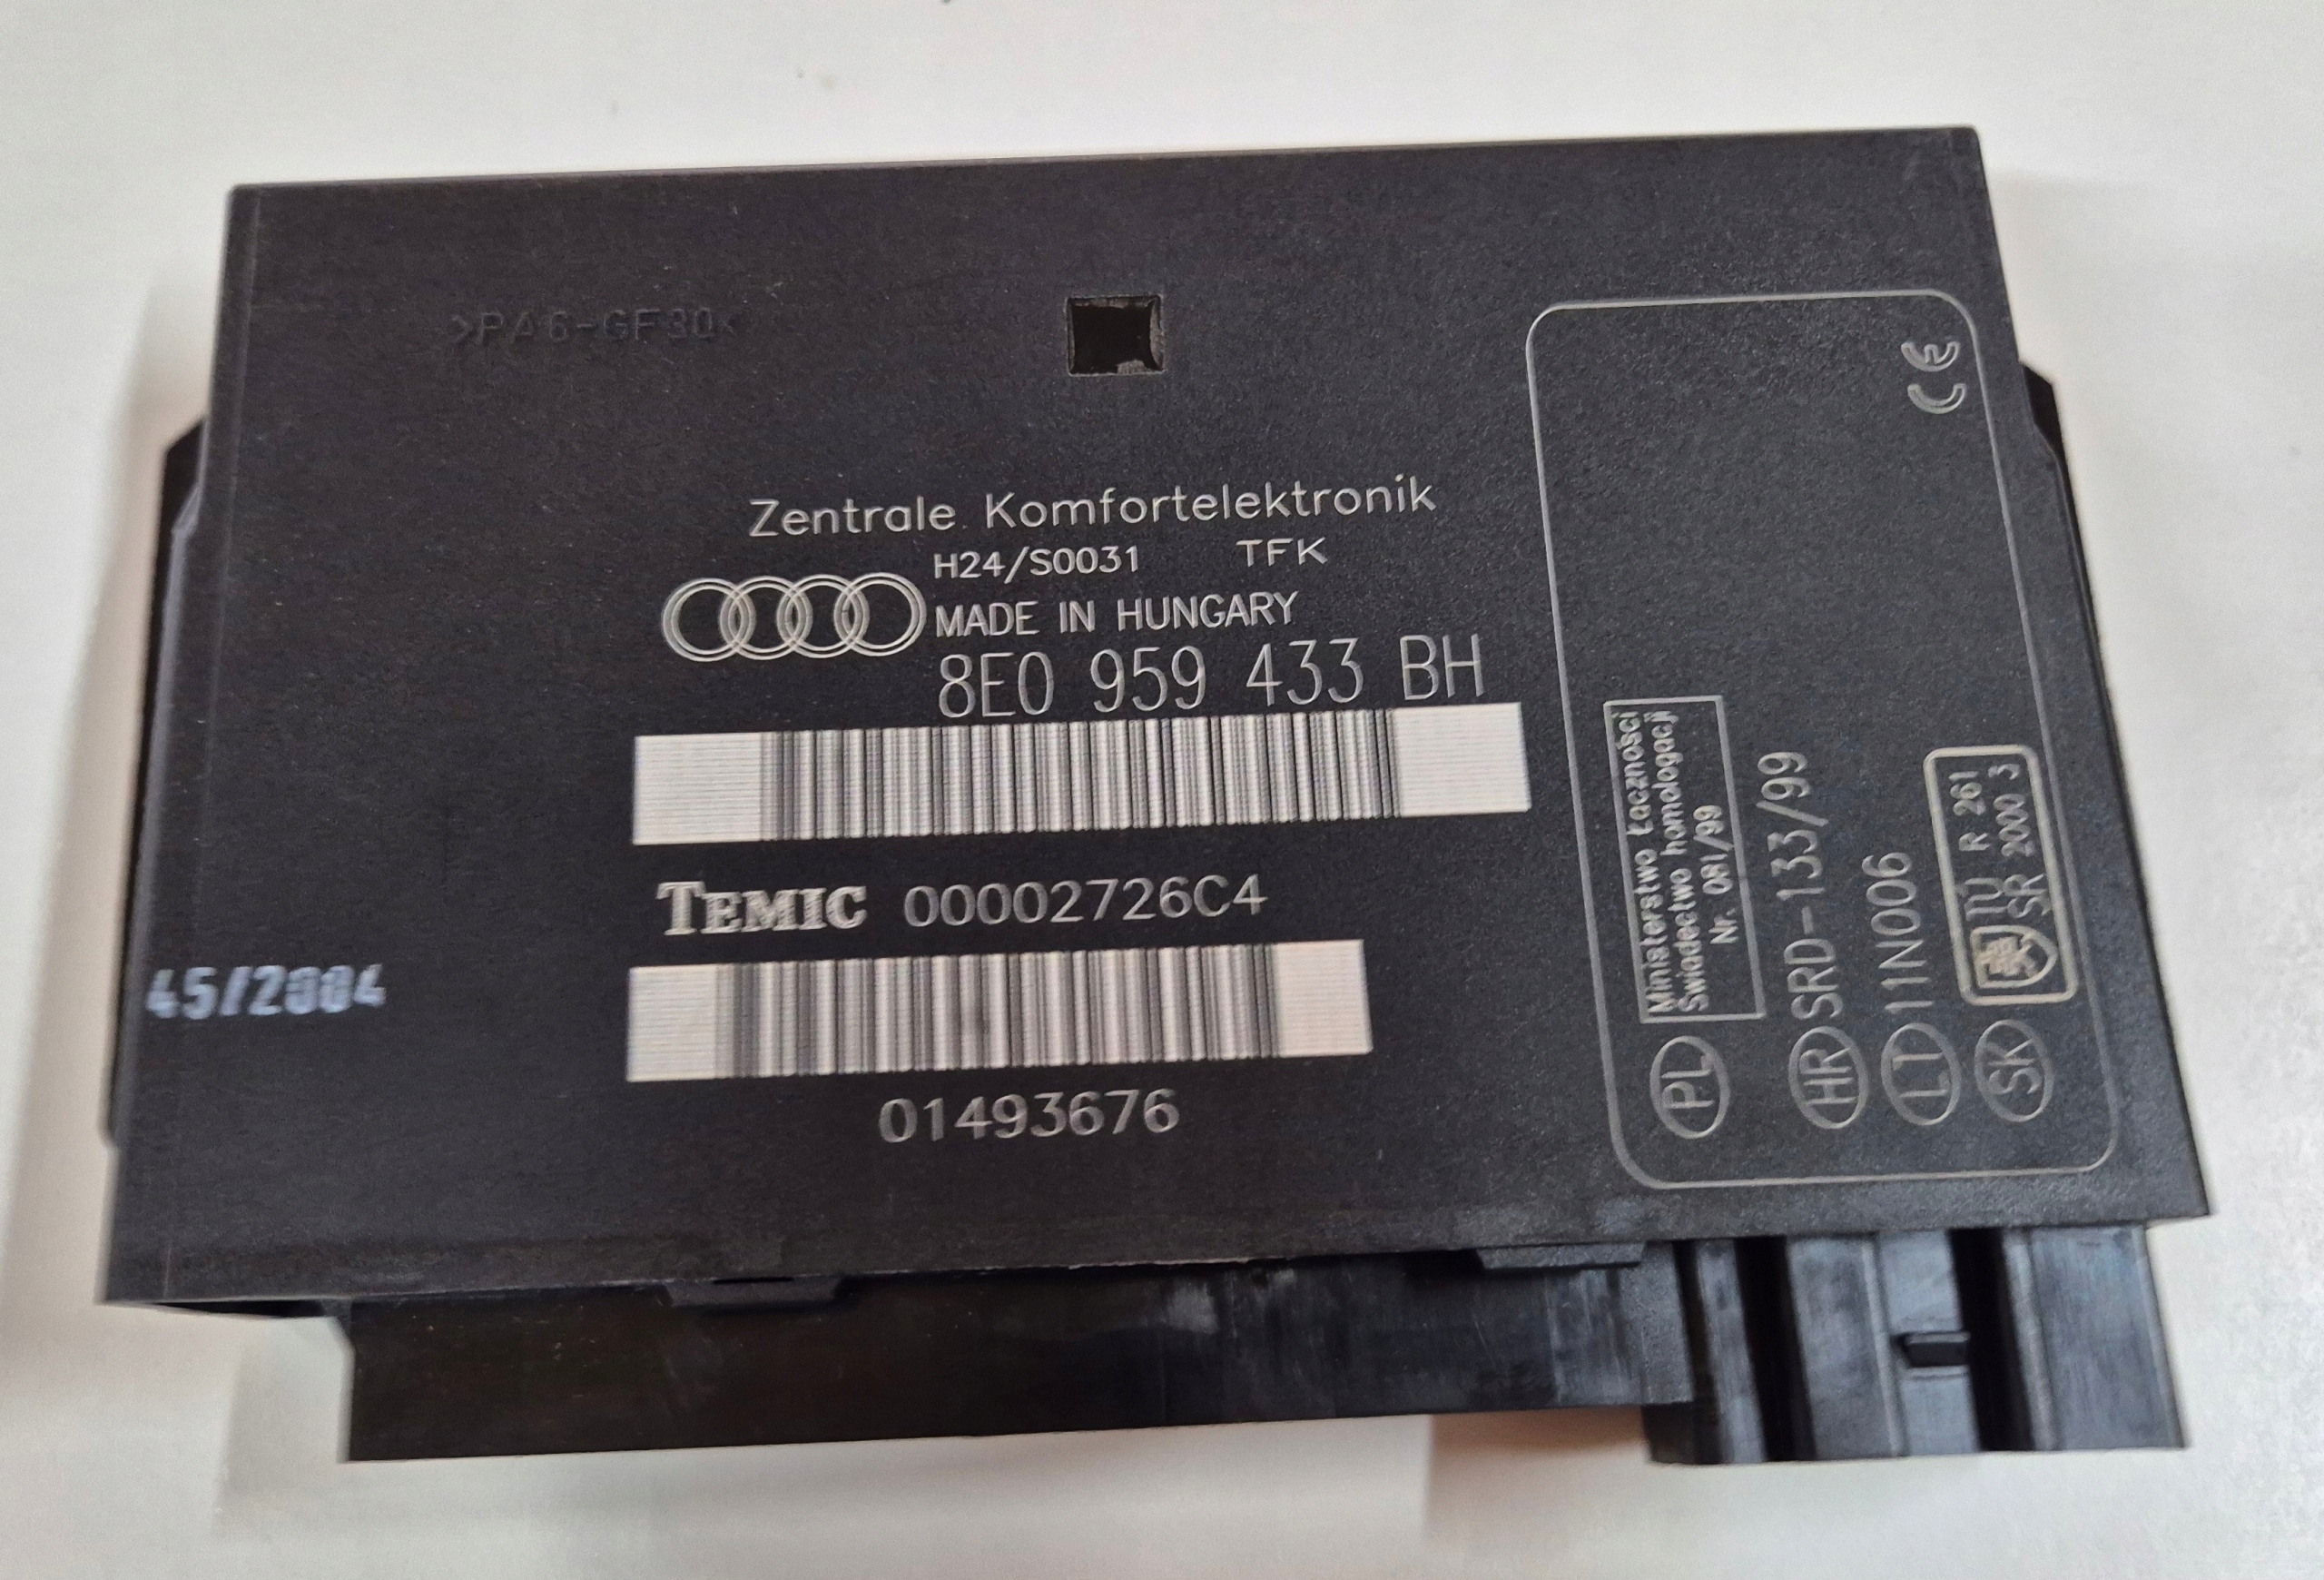 >PA6-GF30<
Zentrale Komfortelektronik
H24/S0031 TFK
MADE IN HUNGARY
8E0 959 433 BH
TEMIC 00002726C4
01493676
45/2004
CE
Ministerstwo Łączności
Świadectwo homologacji
Nr. 081/99
PL
HR SRD-133/99
LT 11N006
SK TÚ R 261
SR 2000 3